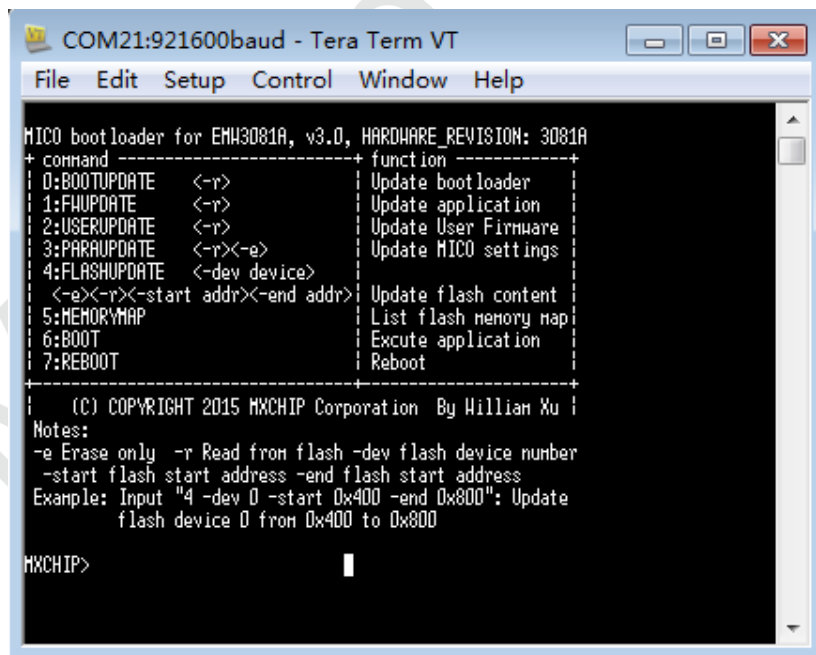 COM21:921600baud - Tera Term VT
File Edit Setup Control Window Help
MICO bootloader for EMW3081A, v3.0, HARDWARE_REVISION: 3081A
+ command -------------------------+ function ------------+
| 0:BOOTUPDATE    <-r>             | Update bootloader    |
| 1:FWUPDATE      <-r>             | Update application   |
| 2:USERUPDATE    <-r>             | Update User Firmware |
| 3:PARAUPDATE    <-r><-e>         | Update MICO settings |
| 4:FLASHUPDATE   <-dev device>    |                      |
|  <-e><-r><-start addr><-end addr>| Update flash content |
| 5:MEMORYMAP                      | List flash memory map|
| 6:BOOT                           | Excute application   |
| 7:REBOOT                         | Reboot               |
+----------------------------------+----------------------+
|    (C) COPYRIGHT 2015 MXCHIP Corporation  By William Xu |
Notes:
-e Erase only  -r Read from flash -dev flash device number
-start flash start address -end flash start address
Example: Input "4 -dev 0 -start 0x400 -end 0x800": Update
flash device 0 from 0x400 to 0x800
MXCHIP>